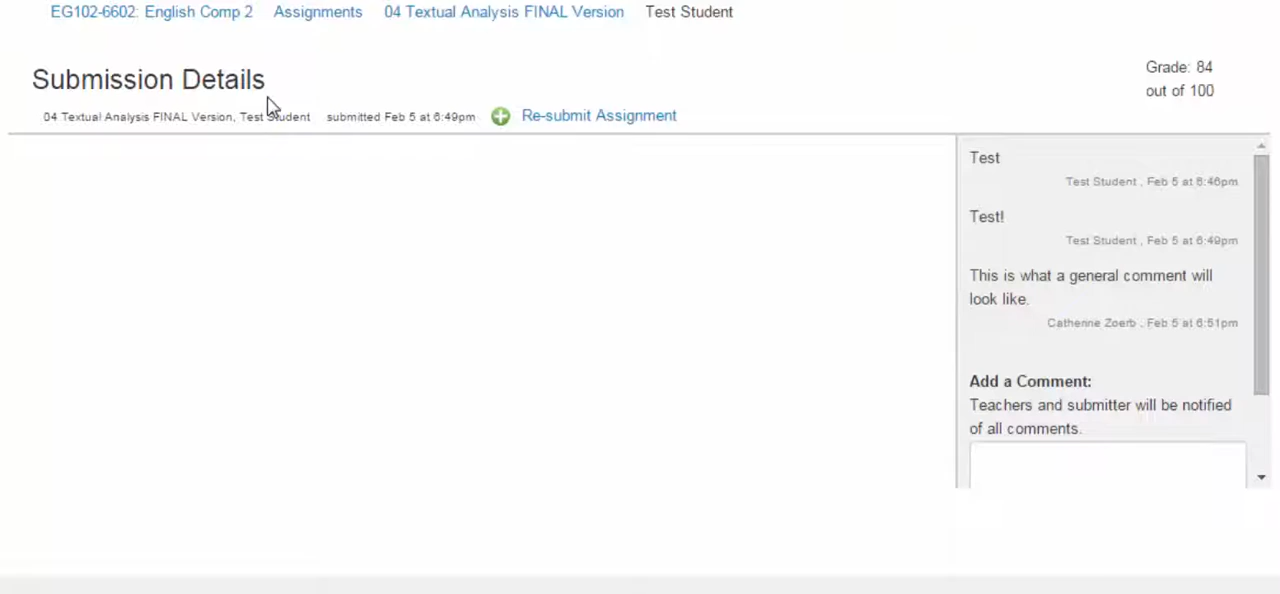 EG102-6602: English Comp 2 Assignments 04 Textual Analysis FINAL Version Test Student
Submission Details
Grade: 84
out of 100
04 Textual Analysis FINAL Version, Test Student submitted Feb 5 at 6:49pm Re-submit Assignment
Test
Test Student , Feb 5 at 6:46pm
Test!
Test Student , Feb 5 at 6:49pm
This is what a general comment will
look like.
Catherine Zoerb , Feb 5 at 6:51pm
Add a Comment:
Teachers and submitter will be notified
of all comments.